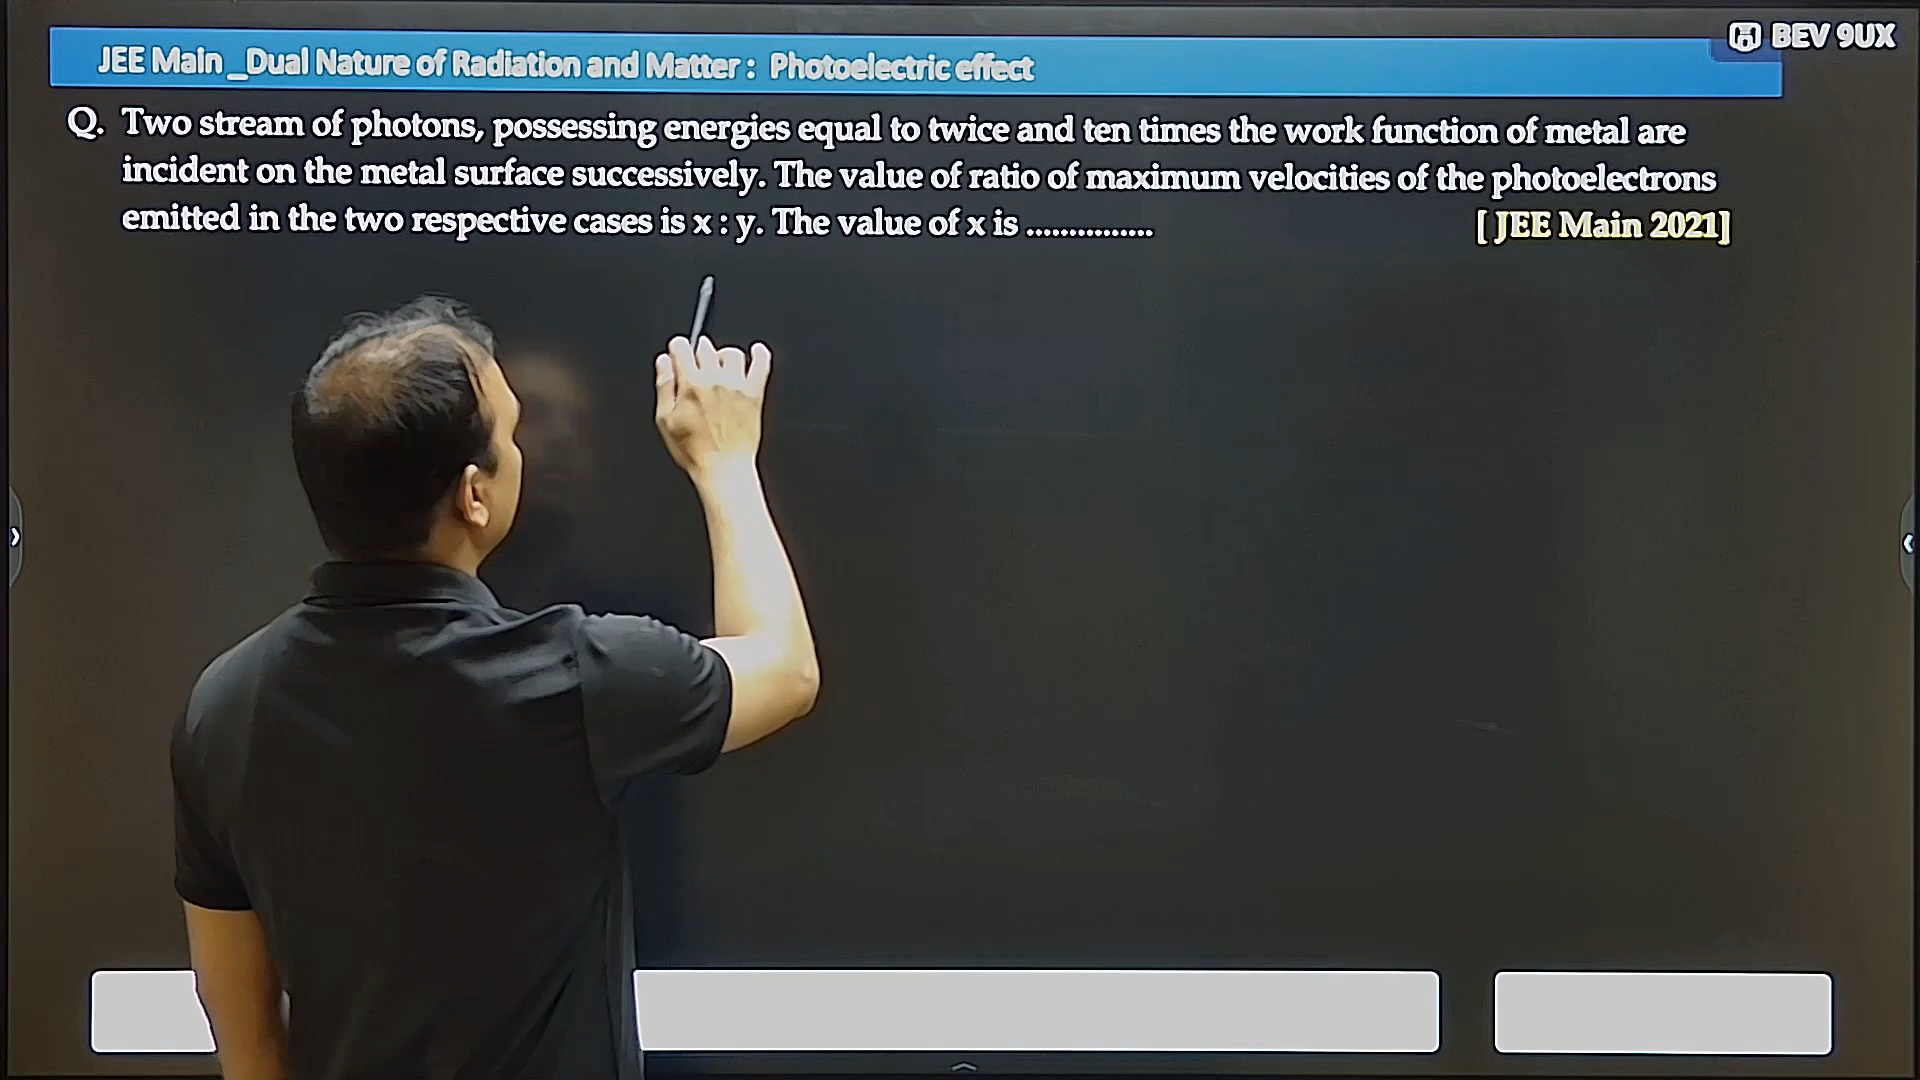 BEV 9UX
JEE Main _Dual Nature of Radiation and Matter : Photoelectric effect
Q. Two stream of photons, possessing energies equal to twice and ten times the work function of metal are
incident on the metal surface successively. The value of ratio of maximum velocities of the photoelectrons
emitted in the two respective cases is x : y. The value of x is ............... [ JEE Main 2021]